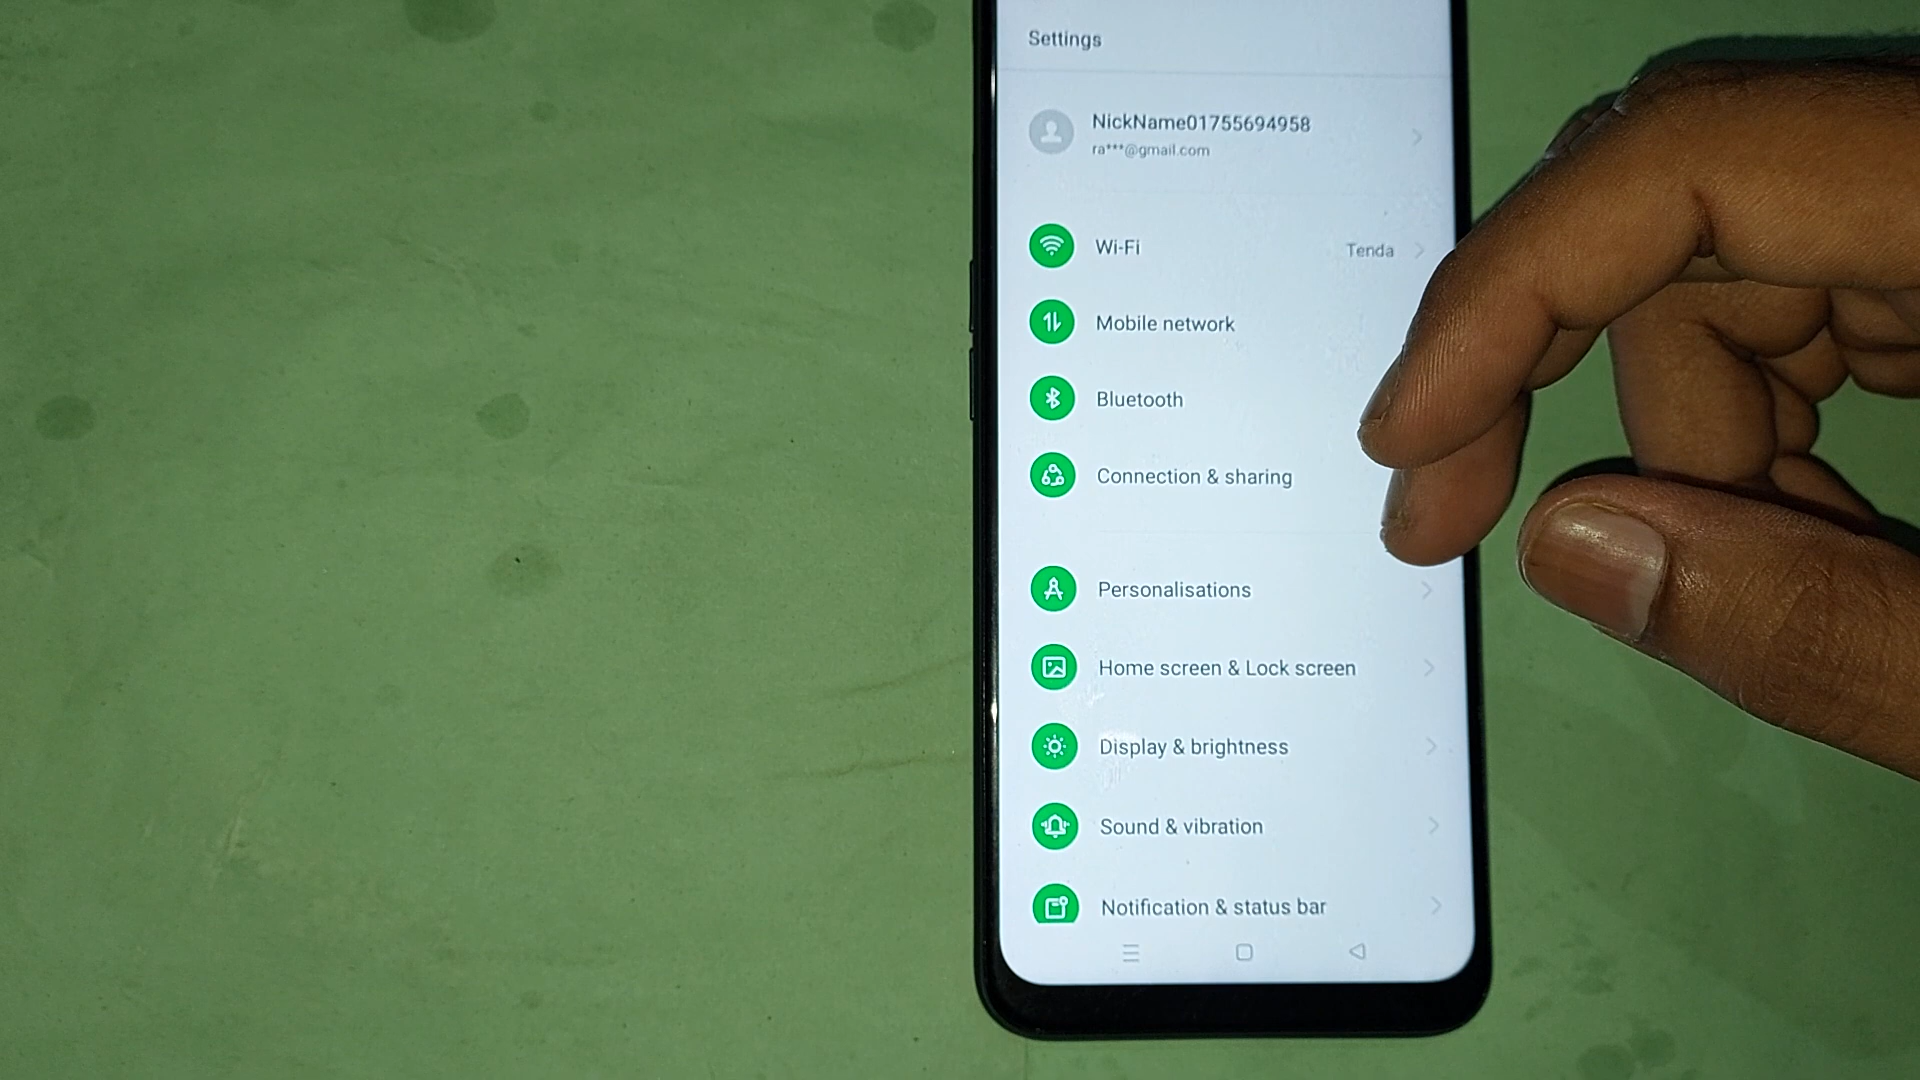 Settings
NickName01755694958
ra***@gmail.com
Wi-Fi
Tenda
Mobile network
Bluetooth
Connection & sharing
Personalisations
Home screen & Lock screen
Display & brightness
Sound & vibration
Notification & status bar